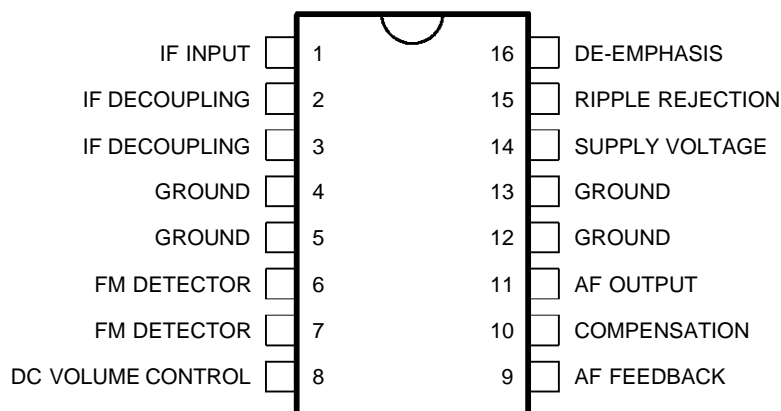 IF INPUT 1 16 DE-EMPHASIS
IF DECOUPLING 2 15 RIPPLE REJECTION
IF DECOUPLING 3 14 SUPPLY VOLTAGE
GROUND 4 13 GROUND
GROUND 5 12 GROUND
FM DETECTOR 6 11 AF OUTPUT
FM DETECTOR 7 10 COMPENSATION
DC VOLUME CONTROL 8 9 AF FEEDBACK